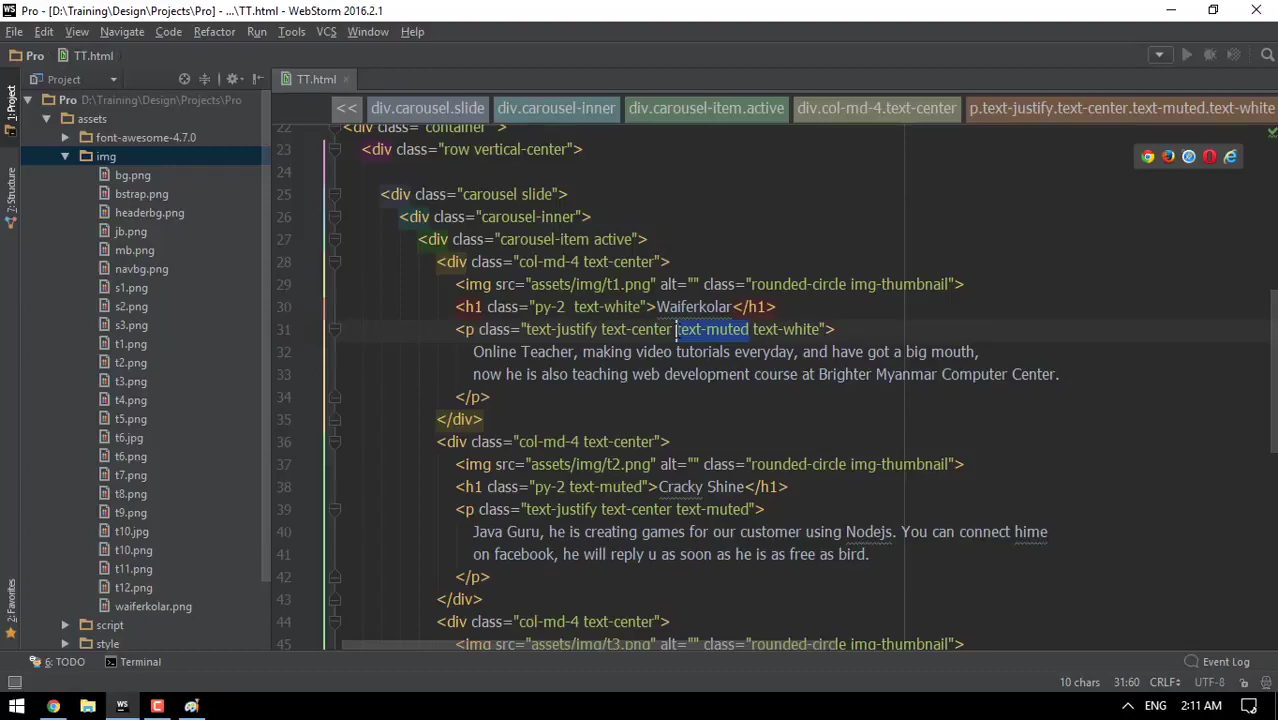 Pro - [D:\Training\Design\Projects\Pro] - ...\TT.html - WebStorm 2016.2.1
File Edit View Navigate Code Refactor Run Tools VCS Window Help
Pro TT.html
Project TT.html
<< div.carousel.slide div.carousel-inner div.carousel-item.active div.col-md-4.text-center p.text-justify.text-center.text-muted.text-white
1: Project
7: Structure
2: Favorites
Pro D:\Training\Design\Projects\Pro
assets
font-awesome-4.7.0
img
bg.png
bstrap.png
headerbg.png
jb.png
mb.png
navbg.png
s1.png
s2.png
s3.png
t1.png
t2.png
t3.png
t4.png
t5.png
t6.jpg
t6.png
t7.png
t8.png
t9.png
t10.jpg
t10.png
t11.png
t12.png
waiferkolar.png
script
style
22 <div class="container">
23 <div class="row vertical-center">
24
25 <div class="carousel slide">
26 <div class="carousel-inner">
27 <div class="carousel-item active">
28 <div class="col-md-4 text-center">
29 <img src="assets/img/t1.png" alt="" class="rounded-circle img-thumbnail">
30 <h1 class="py-2  text-white">Waiferkolar</h1>
31 <p class="text-justify text-center text-muted text-white">
32 Online Teacher, making video tutorials everyday, and have got a big mouth,
33 now he is also teaching web development course at Brighter Myanmar Computer Center.
34 </p>
35 </div>
36 <div class="col-md-4 text-center">
37 <img src="assets/img/t2.png" alt="" class="rounded-circle img-thumbnail">
38 <h1 class="py-2 text-muted">Cracky Shine</h1>
39 <p class="text-justify text-center text-muted">
40 Java Guru, he is creating games for our customer using Nodejs. You can connect hime
41 on facebook, he will reply u as soon as he is as free as bird.
42 </p>
43 </div>
44 <div class="col-md-4 text-center">
45 <img src="assets/img/t3.png" alt="" class="rounded-circle img-thumbnail">
6: TODO Terminal Event Log
10 chars 31:60 CRLF UTF-8
WS ENG 2:11 AM